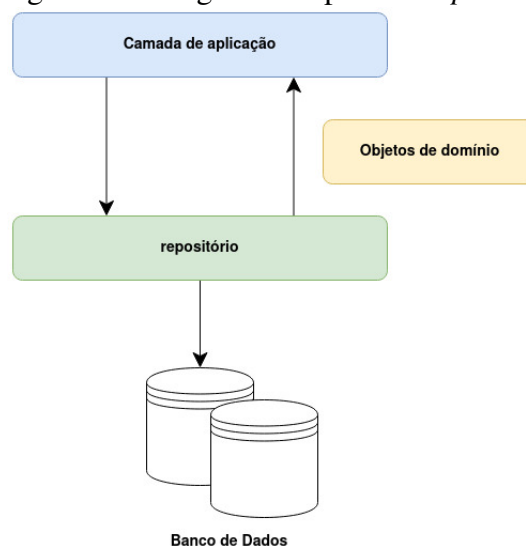 Camada de aplicação
Objetos de domínio
repositório
Banco de Dados